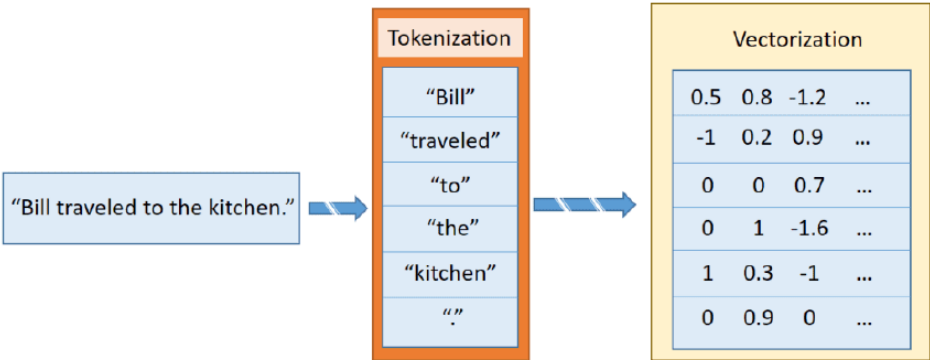 “Bill traveled to the kitchen.”
Tokenization
“Bill”
“traveled”
“to”
“the”
“kitchen”
“.”
Vectorization
0.5 0.8 -1.2 ...
-1 0.2 0.9 ...
0 0 0.7 ...
0 1 -1.6 ...
1 0.3 -1 ...
0 0.9 0 ...